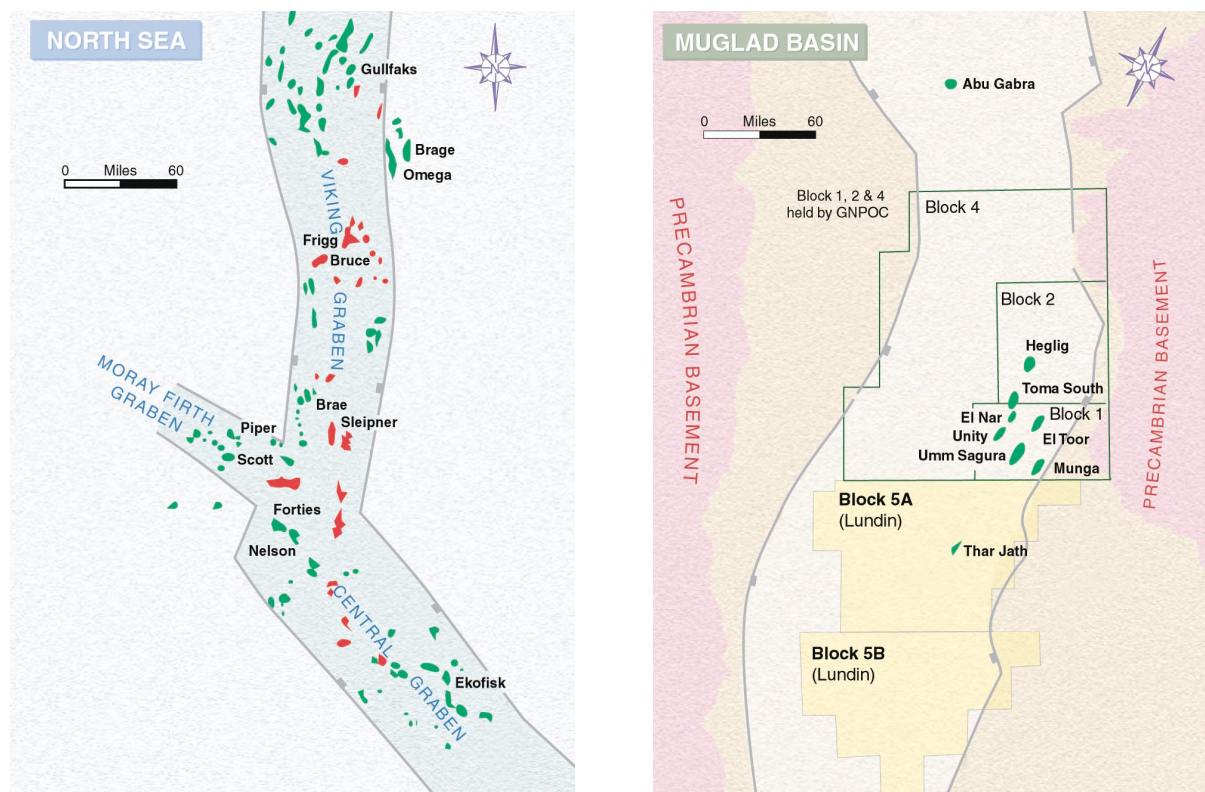 NORTH SEA
N
Gullfaks
Brage
Omega
0 Miles 60
VIKING
GRABEN
Frigg
Bruce
MORAY FIRTH
GRABEN
Brae
Sleipner
Piper
Scott
Forties
Nelson
CENTRAL
GRABEN
Ekofisk
MUGLAD BASIN
N
Abu Gabra
0 Miles 60
Block 1, 2 & 4
held by GNPOC
Block 4
PRECAMBRIAN BASEMENT
PRECAMBRIAN BASEMENT
Block 2
Heglig
Toma South
El Nar
Block 1
Unity
El Toor
Umm Sagura
Munga
Block 5A
(Lundin)
Thar Jath
Block 5B
(Lundin)